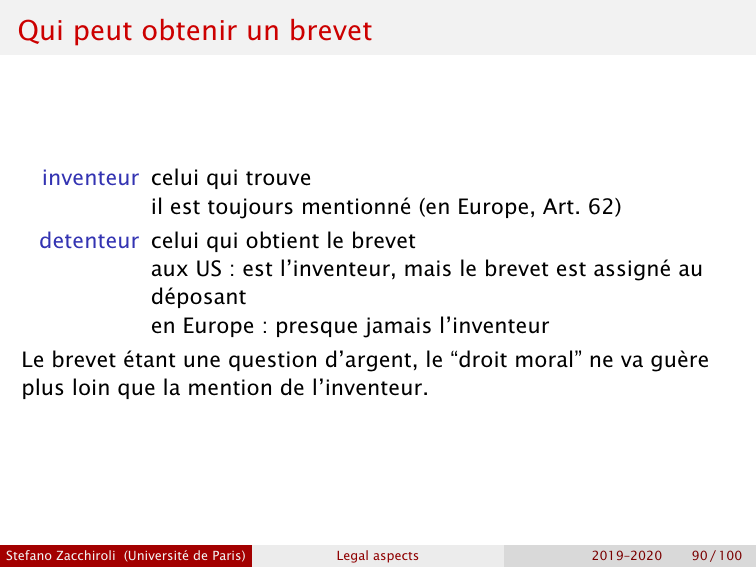 Qui peut obtenir un brevet
inventeur celui qui trouve
il est toujours mentionné (en Europe, Art. 62)
detenteur celui qui obtient le brevet
aux US : est l’inventeur, mais le brevet est assigné au
déposant
en Europe : presque jamais l’inventeur
Le brevet étant une question d’argent, le “droit moral” ne va guère
plus loin que la mention de l’inventeur.
Stefano Zacchiroli (Université de Paris) Legal aspects 2019–2020 90 / 100